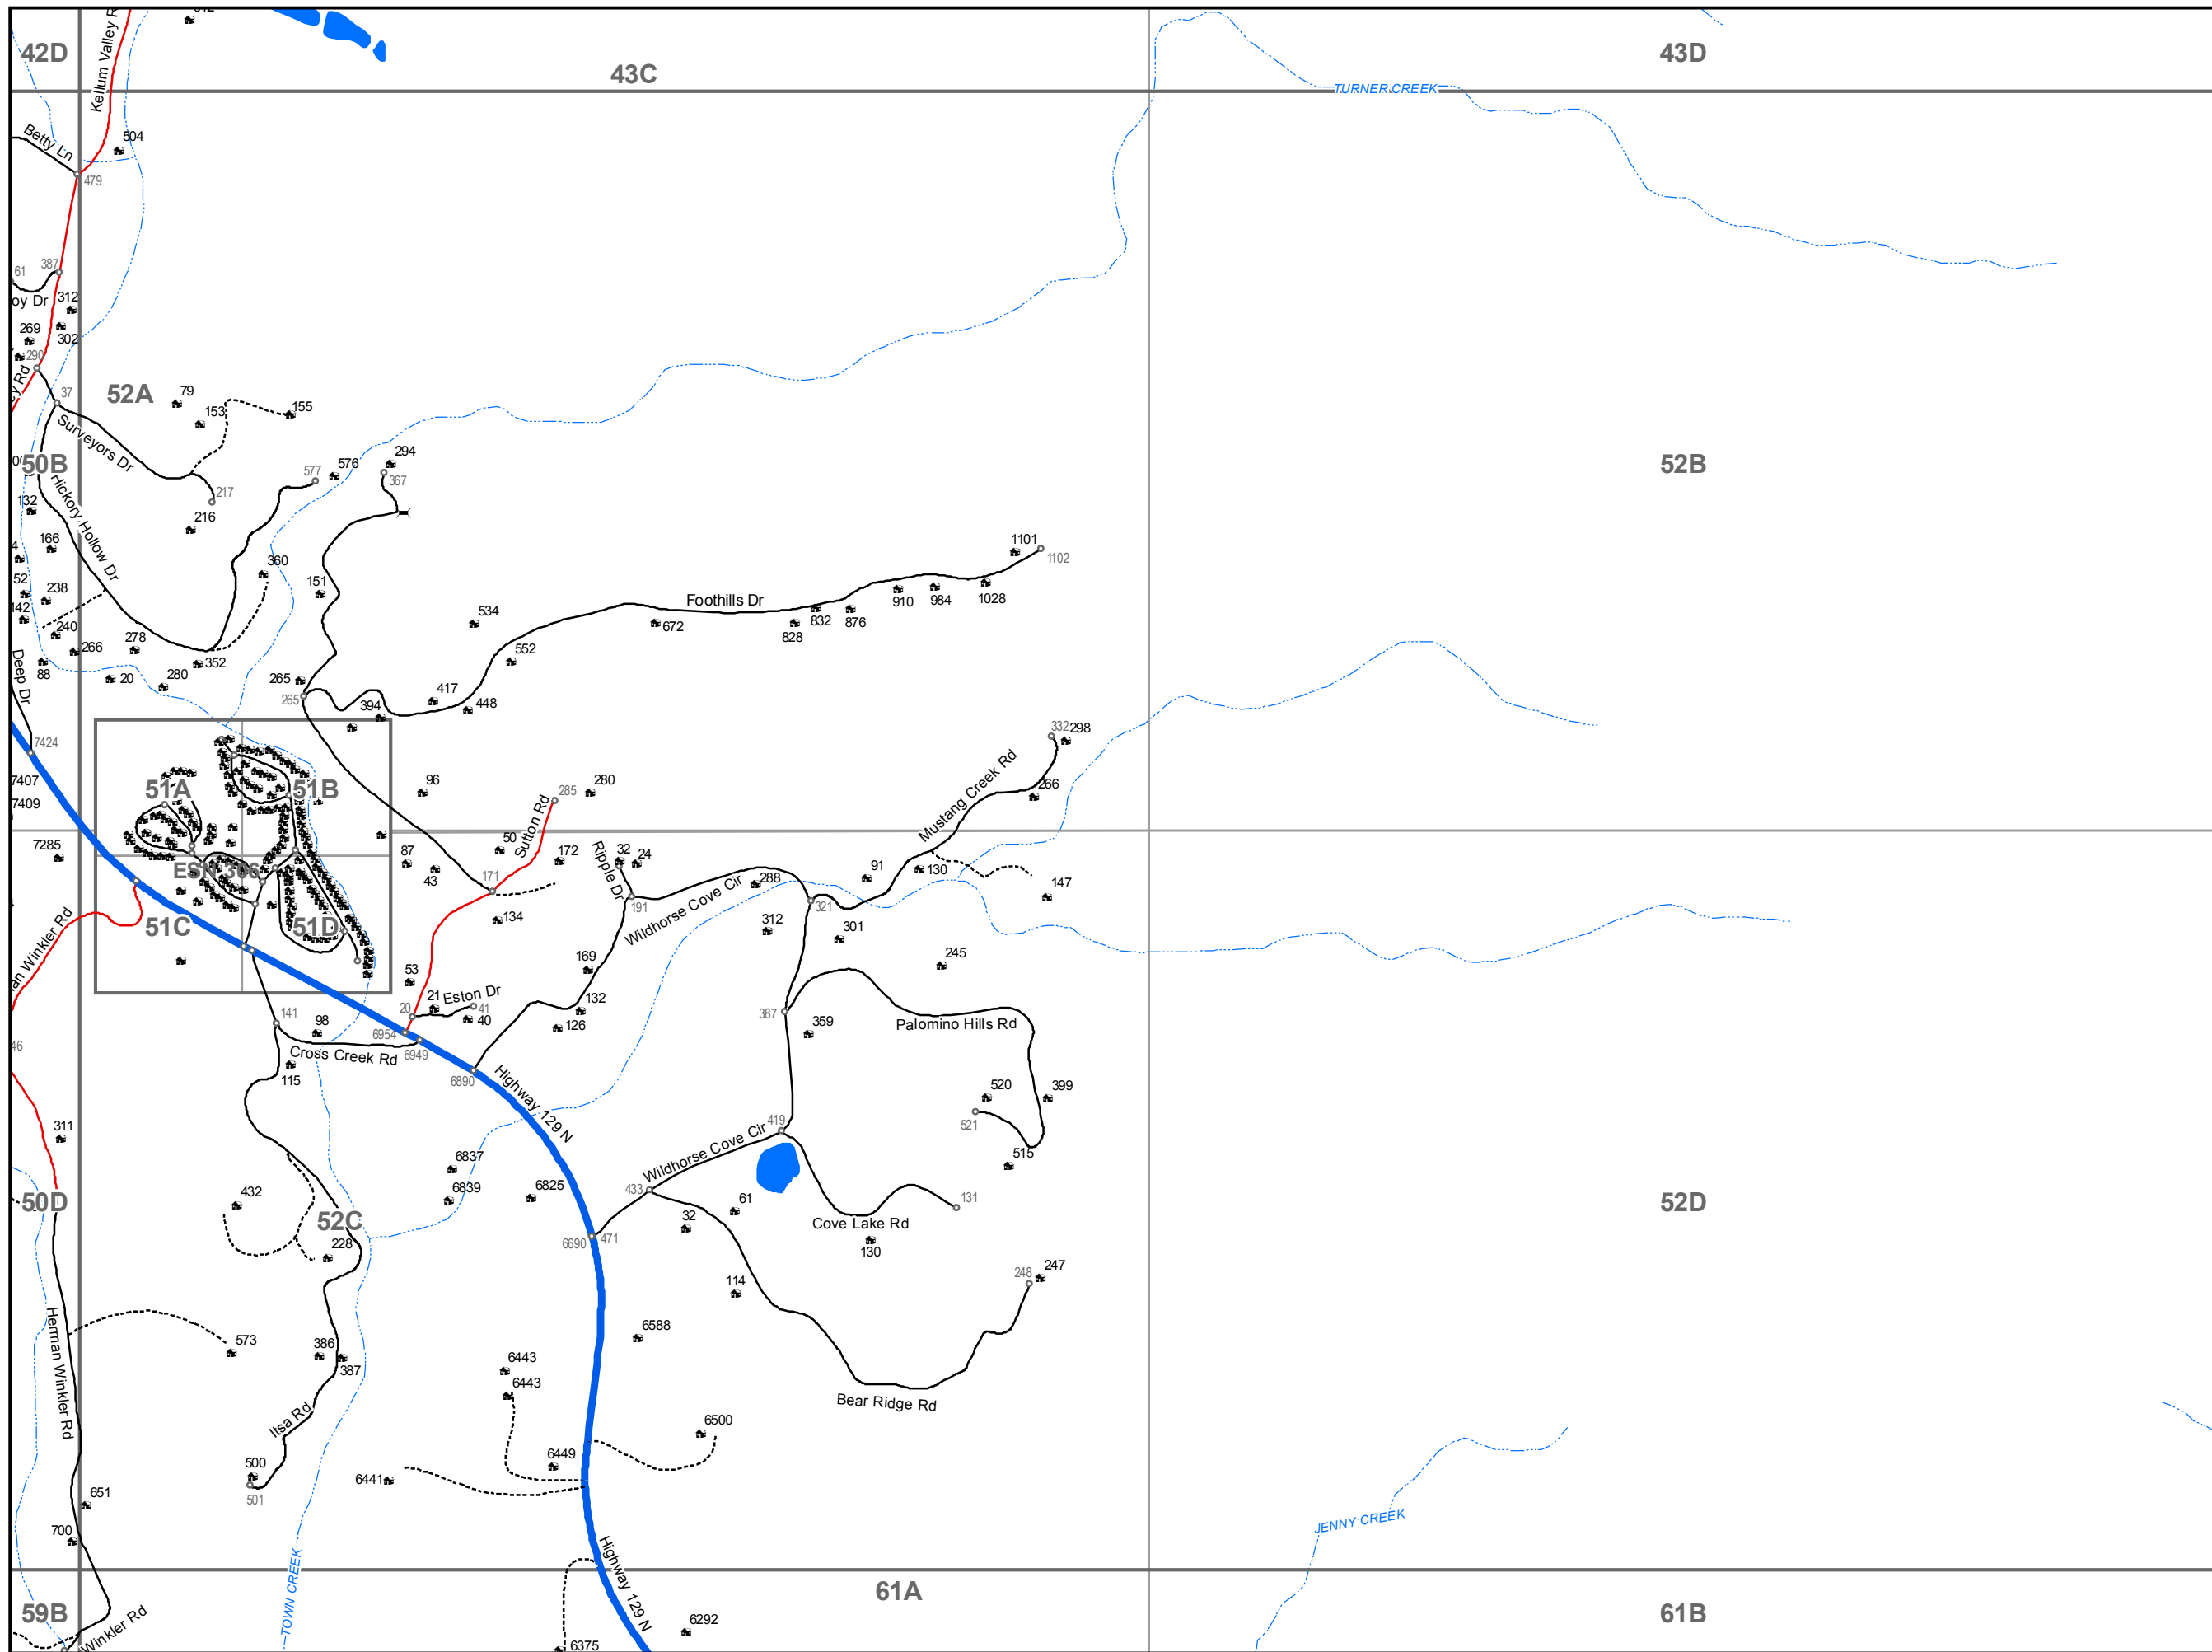 42D
Kellum Valley R
43C
43D
TURNER CREEK
Betty Ln
504
479
61
387
oy Dr
312
269
302
290
ey Rd
37
52A
79
153
155
Surveyors Dr
50B
294
577
576
367
52B
217
132
216
Hickory Hollow Dr
166
1101
1102
360
152
151
238
142
Foothills Dr
910
984
1028
534
832
876
240
672
828
278
266
552
352
Deep Dr
88
20
280
265
265
417
394
448
7424
332
298
7407
51A
51B
96
280
285
266
7409
Sutton Rd
Mustang Creek Rd
7285
50
172
32
24
87
43
Ripple Dr
91
130
ESN 306
171
288
147
191
Wildhorse Cove Cir
321
an Winkler Rd
51C
51D
134
312
301
169
245
53
21
Eston Dr
20
41
40
132
126
387
359
Palomino Hills Rd
141
98
6954
6949
46
Cross Creek Rd
115
6890
Highway 129 N
520
399
521
311
419
6837
Wildhorse Cove Cir
515
432
6839
6825
433
50D
52C
52D
61
131
32
Cove Lake Rd
130
228
6690
471
248
247
114
Herman Winkler Rd
573
386
387
6588
6443
6443
Bear Ridge Rd
Itsa Rd
6500
500
501
6441
6449
651
JENNY CREEK
700
Highway 129 N
TOWN CREEK
61A
59B
61B
Winkler Rd
6292
6375